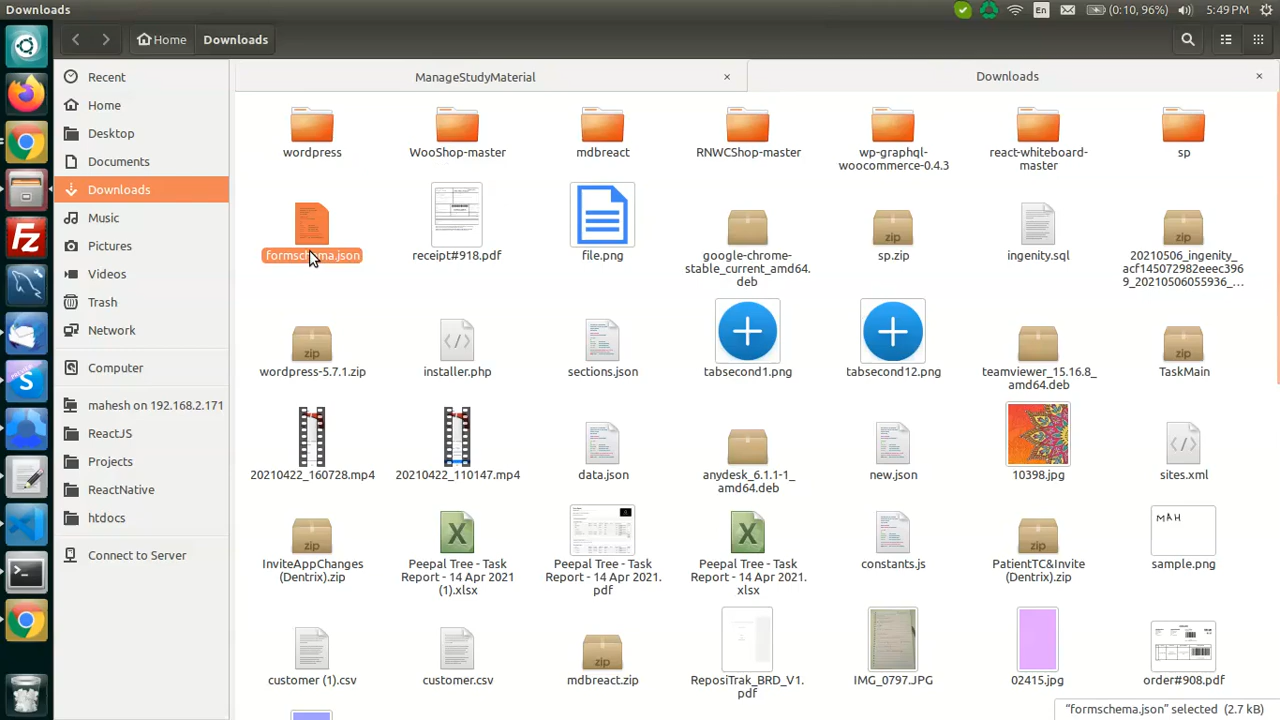 Downloads
En
(0:10, 96%)
5:49 PM
Home
Downloads
Recent
Home
Desktop
Documents
Downloads
Music
Pictures
Videos
Trash
Network
Computer
mahesh on 192.168.2.171
ReactJS
Projects
ReactNative
htdocs
Connect to Server
ManageStudyMaterial
Downloads
wordpress
WooShop-master
mdbreact
RNWCShop-master
wp-graphql-
woocommerce-0.4.3
react-whiteboard-
master
sp
formschema.json
receipt#918.pdf
file.png
google-chrome-
stable_current_amd64.
deb
zip
sp.zip
ingenity.sql
20210506_ingenity_
acf145072982eeec396
9_20210506055936_...
zip
wordpress-5.7.1.zip
installer.php
sections.json
tabsecond1.png
tabsecond12.png
teamviewer_15.16.8_
amd64.deb
TaskMain
20210422_160728.mp4
20210422_110147.mp4
data.json
anydesk_6.1.1-1_
amd64.deb
new.json
10398.jpg
sites.xml
InviteAppChanges
(Dentrix).zip
Peepal Tree - Task
Report - 14 Apr 2021
(1).xlsx
Peepal Tree - Task
Report - 14 Apr 2021.
pdf
Peepal Tree - Task
Report - 14 Apr 2021.
xlsx
constants.js
zip
PatientTC&Invite
(Dentrix).zip
MAH
sample.png
customer (1).csv
customer.csv
zip
mdbreact.zip
ReposiTrak_BRD_V1.
pdf
IMG_0797.JPG
02415.jpg
order#908.pdf
“formschema.json” selected (2.7 kB)